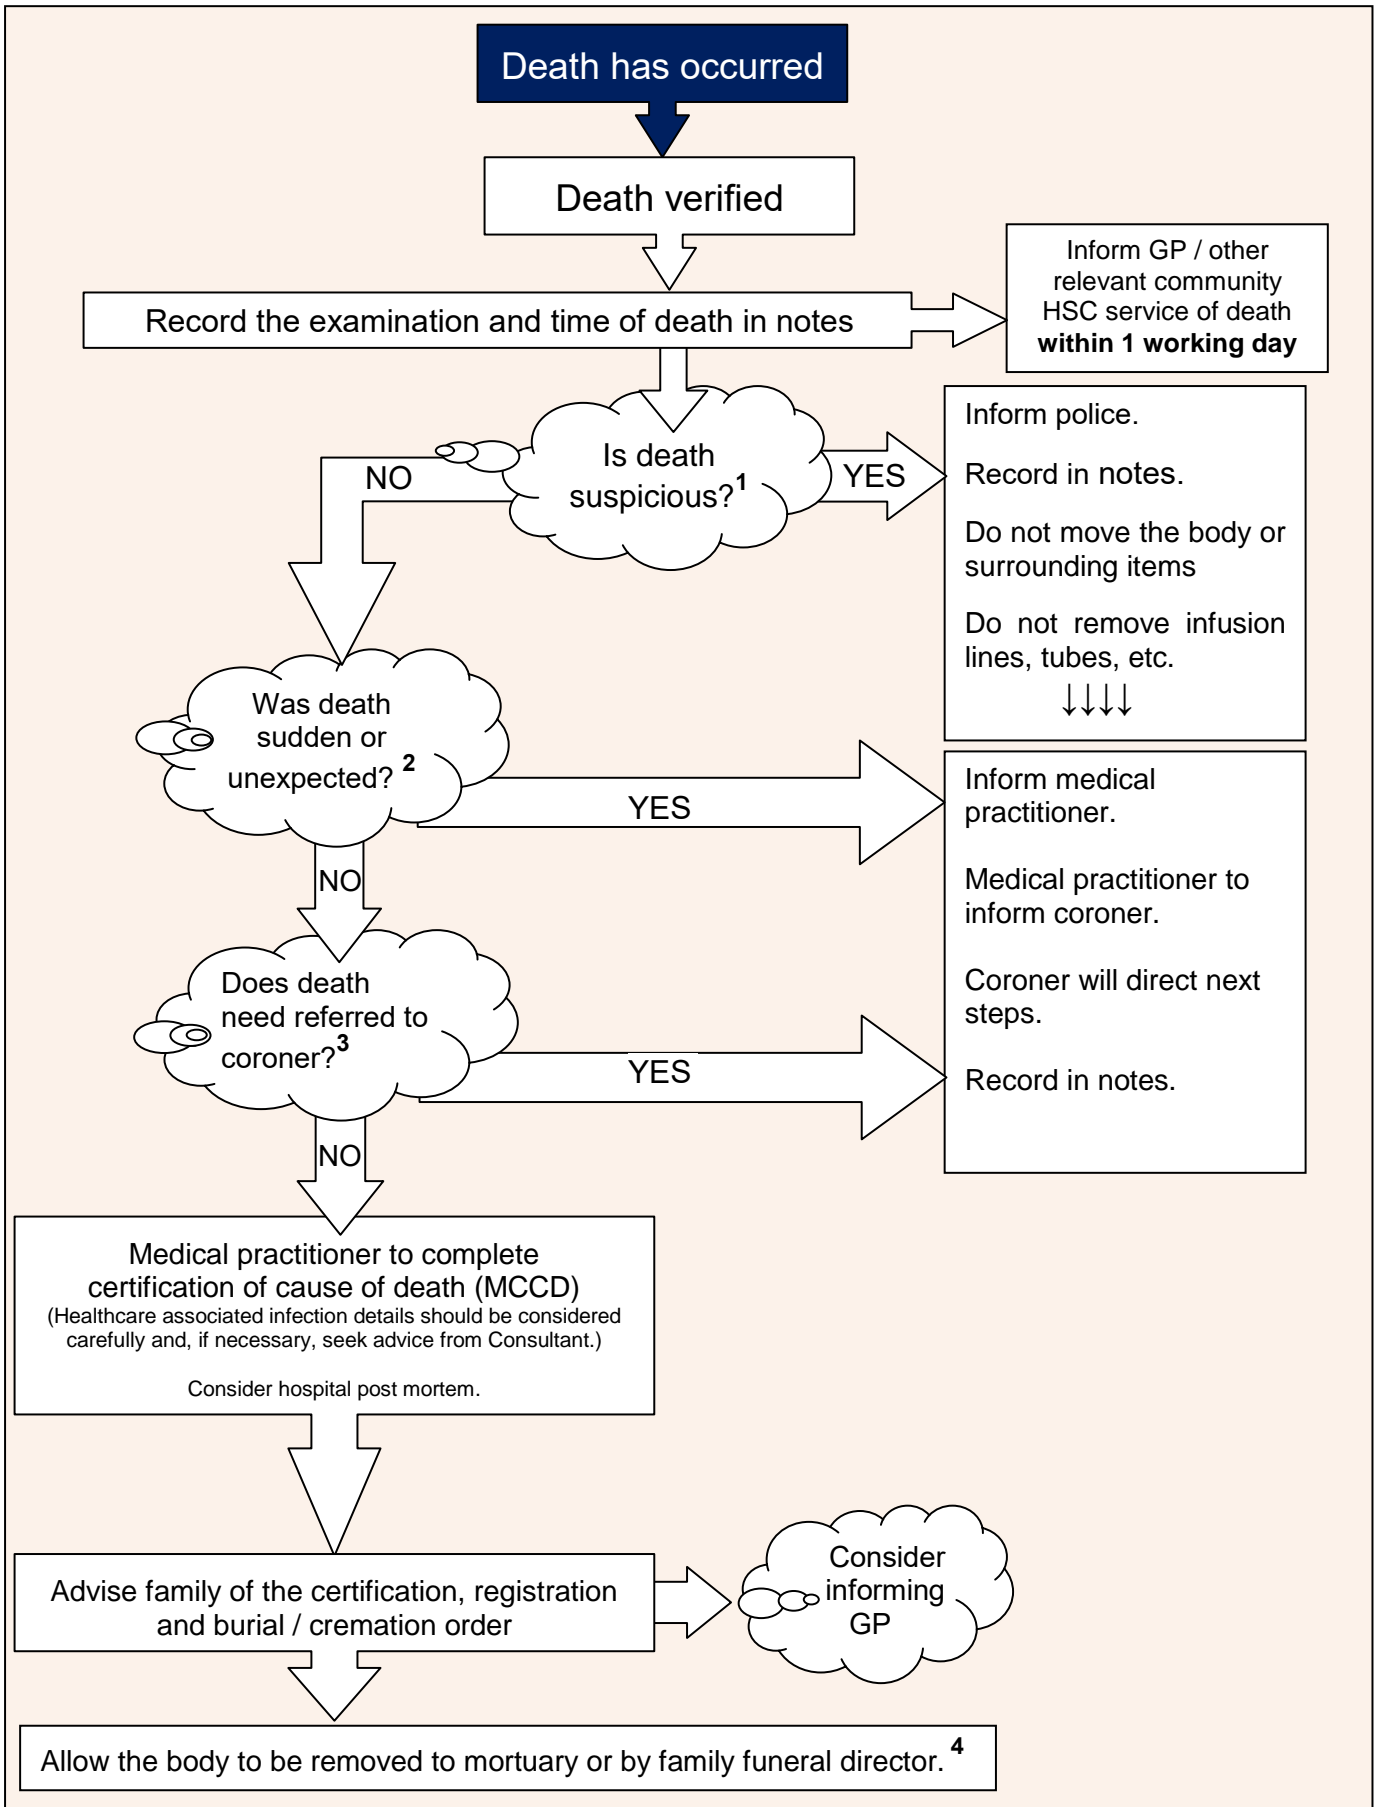 Death has occurred
Death verified
Record the examination and time of death in notes
Inform GP / other
relevant community
HSC service of death
within 1 working day
Is death
suspicious?1
NO
YES
Inform police.
Record in notes.
Do not move the body or
surrounding items
Do not remove infusion
lines, tubes, etc.
↓↓↓↓
Was death
sudden or
unexpected? 2
YES
NO
Inform medical
practitioner.
Medical practitioner to
inform coroner.
Coroner will direct next
steps.
Record in notes.
Does death
need referred to
coroner?3
YES
NO
Medical practitioner to complete
certification of cause of death (MCCD)
(Healthcare associated infection details should be considered
carefully and, if necessary, seek advice from Consultant.)
Consider hospital post mortem.
Advise family of the certification, registration
and burial / cremation order
Consider
informing
GP
Allow the body to be removed to mortuary or by family funeral director. 4